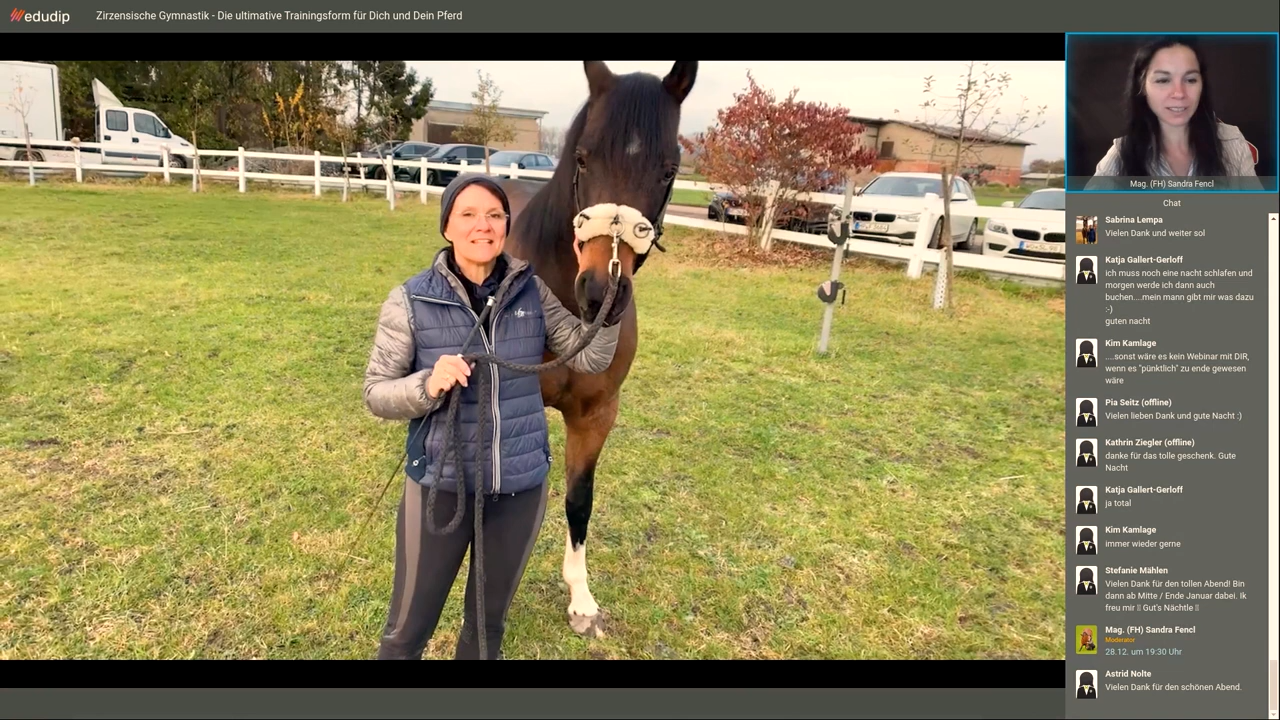 edudip
Zirzensische Gymnastik - Die ultimative Trainingsform für Dich und Dein Pferd
Mag. (FH) Sandra Fencl
Chat
Sabrina Lempa
Vielen Dank und weiter sol
Katja Gallert-Gerloff
ich muss noch eine nacht schlafen und
morgen werde ich dann auch
buchen....mein mann gibt mir was dazu
:-)
guten nacht
Kim Kamlage
....sonst wäre es kein Webinar mit DIR,
wenn es "pünktlich" zu ende gewesen
wäre
Pia Seitz (offline)
Vielen lieben Dank und gute Nacht :)
Kathrin Ziegler (offline)
danke für das tolle geschenk. Gute
Nacht
Katja Gallert-Gerloff
ja total
Kim Kamlage
immer wieder gerne
Stefanie Mählen
Vielen Dank für den tollen Abend! Bin
dann ab Mitte / Ende Januar dabei. Ik
freu mir Gut's Nächtle
Mag. (FH) Sandra Fencl
Moderator
28.12. um 19:30 Uhr
Astrid Nolte
Vielen Dank für den schönen Abend.